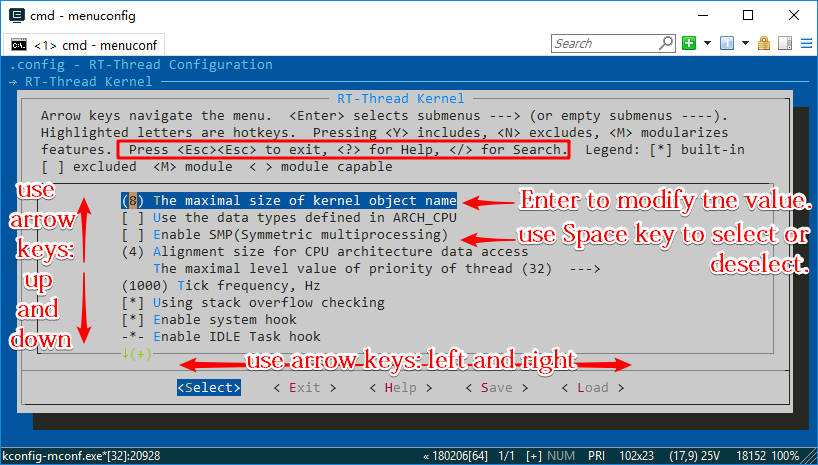 cmd - menuconfig
<1> cmd - menuconf
Search
.config - RT-Thread Configuration
→ RT-Thread Kernel
RT-Thread Kernel
Arrow keys navigate the menu.  <Enter> selects submenus ---> (or empty submenus ----).
Highlighted letters are hotkeys.  Pressing <Y> includes, <N> excludes, <M> modularizes
features.  Press <Esc><Esc> to exit, <?> for Help, </> for Search.  Legend: [*] built-in
[ ] excluded  <M> module  < > module capable
use
arrow
keys:
up
and
down
(8) The maximal size of kernel object name
Enter to modify tne value.
[ ] Use the data types defined in ARCH_CPU
[ ] Enable SMP(Symmetric multiprocessing)
use Space key to select or
deselect.
(4) Alignment size for CPU architecture data access
The maximal level value of priority of thread (32)  --->
(1000) Tick frequency, Hz
[*] Using stack overflow checking
[*] Enable system hook
-*- Enable IDLE Task hook
↓(+)
use arrow keys: left and right
<Select>    < Exit >    < Help >    < Save >    < Load >
kconfig-mconf.exe*[32]:20928    « 180206[64]  1/1  [+] NUM  PRI  102x23  (17,9) 25V  18152 100%